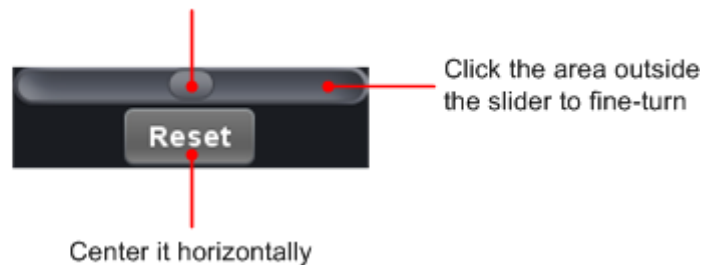 Click the area outside
the slider to fine-turn
Reset
Center it horizontally